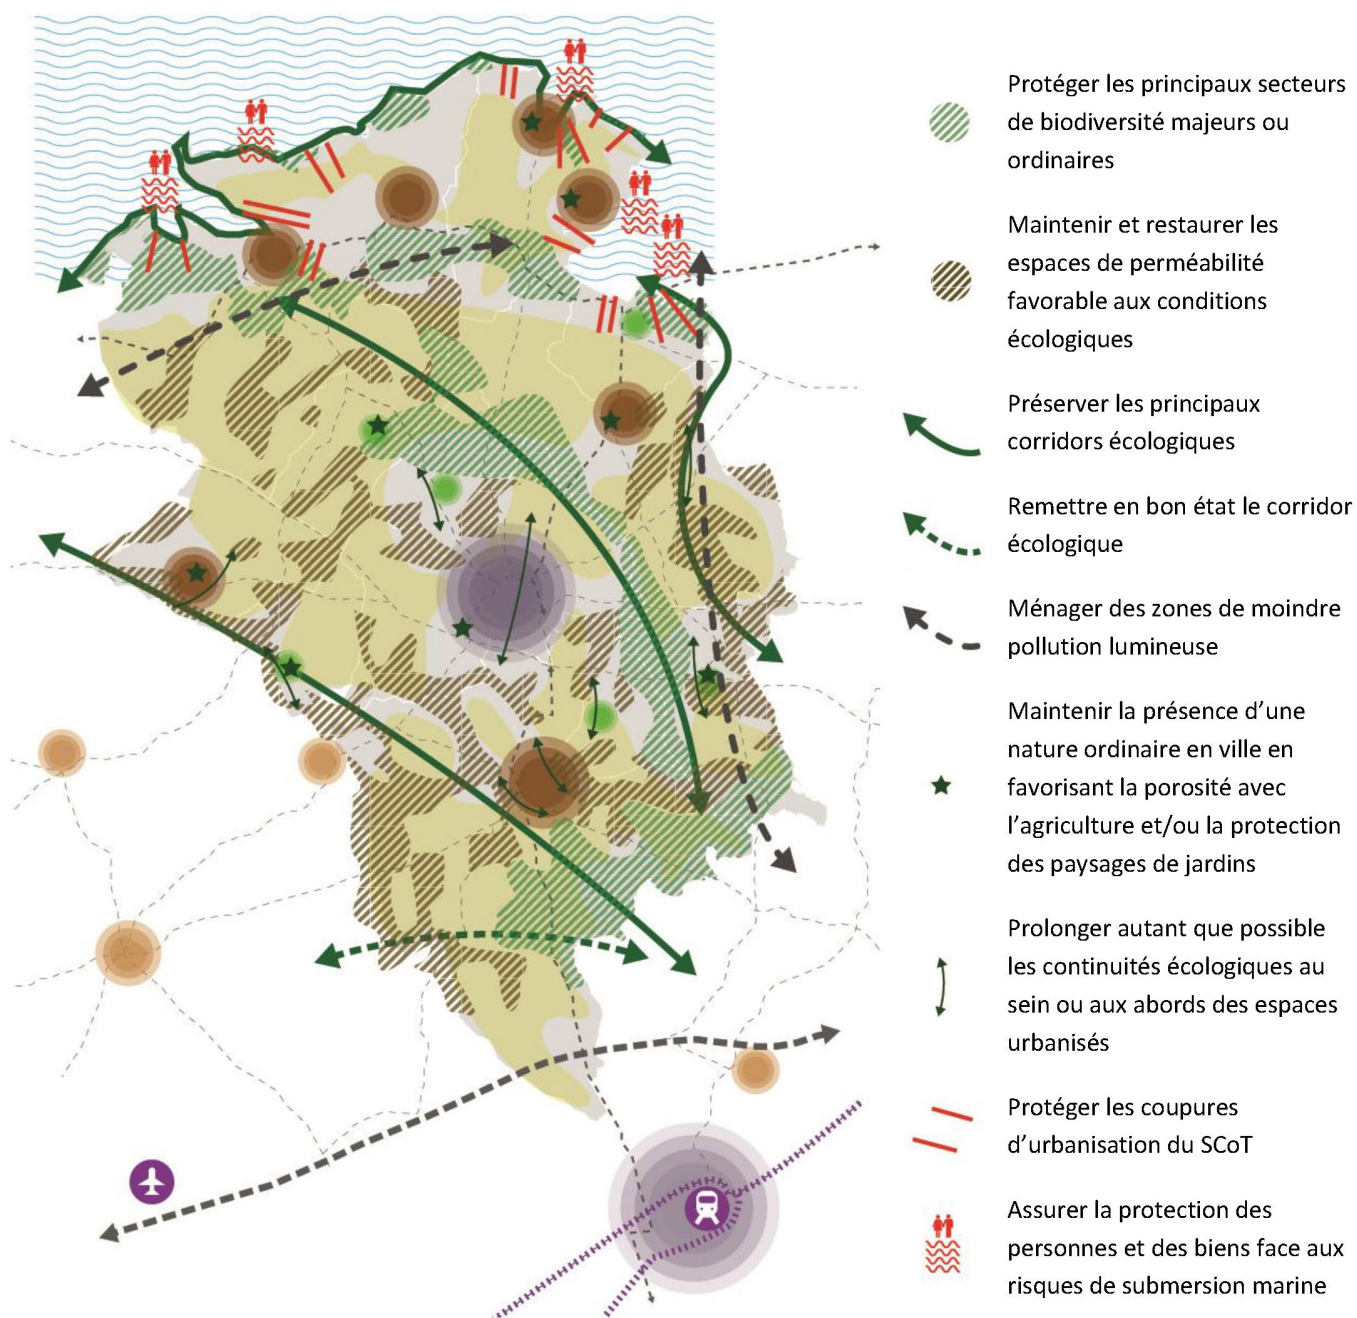 Protéger les principaux secteurs
de biodiversité majeurs ou
ordinaires
Maintenir et restaurer les
espaces de perméabilité
favorable aux conditions
écologiques
Préserver les principaux
corridors écologiques
Remettre en bon état le corridor
écologique
Ménager des zones de moindre
pollution lumineuse
Maintenir la présence d’une
nature ordinaire en ville en
favorisant la porosité avec
l’agriculture et/ou la protection
des paysages de jardins
Prolonger autant que possible
les continuités écologiques au
sein ou aux abords des espaces
urbanisés
Protéger les coupures
d’urbanisation du SCoT
Assurer la protection des
personnes et des biens face aux
risques de submersion marine